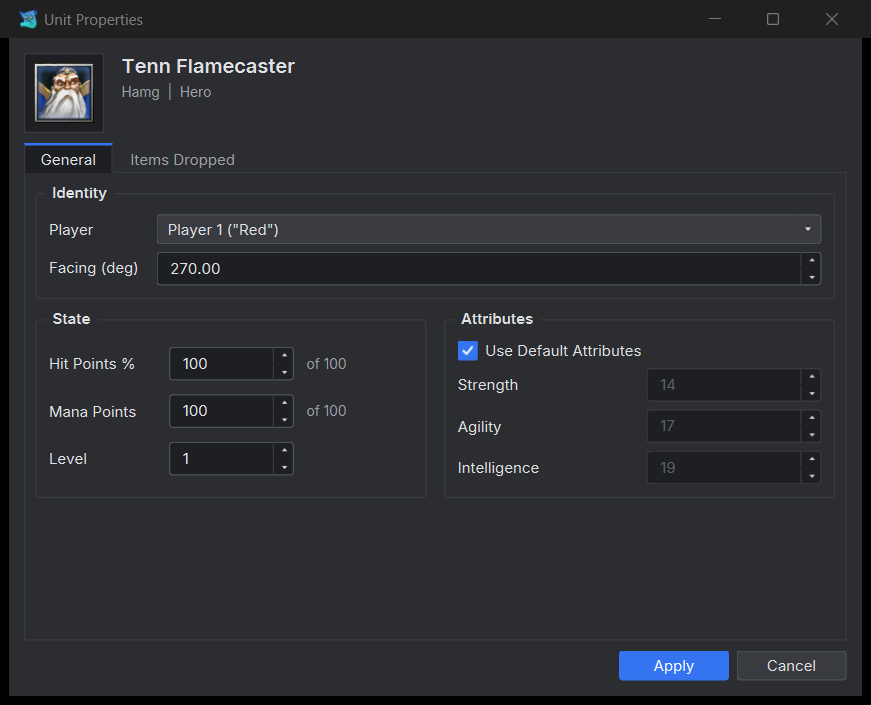 Unit Properties
Tenn Flamecaster
Hamg | Hero
General
Items Dropped
Identity
Player
Player 1 ("Red")
Facing (deg)
270.00
State
Hit Points %
100
of 100
Mana Points
100
of 100
Level
1
Attributes
Use Default Attributes
Strength
14
Agility
17
Intelligence
19
Apply
Cancel